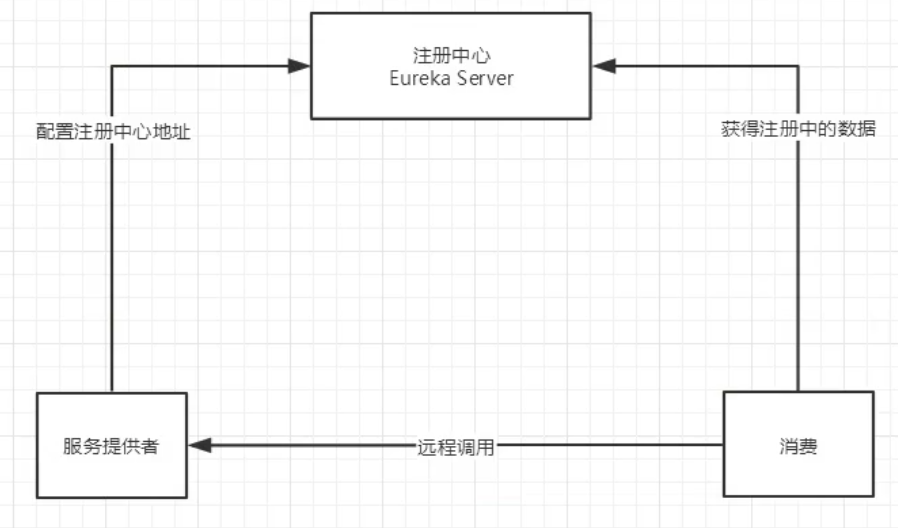 注册中心
Eureka Server
配置注册中心地址
获得注册中的数据
服务提供者
远程调用
消费